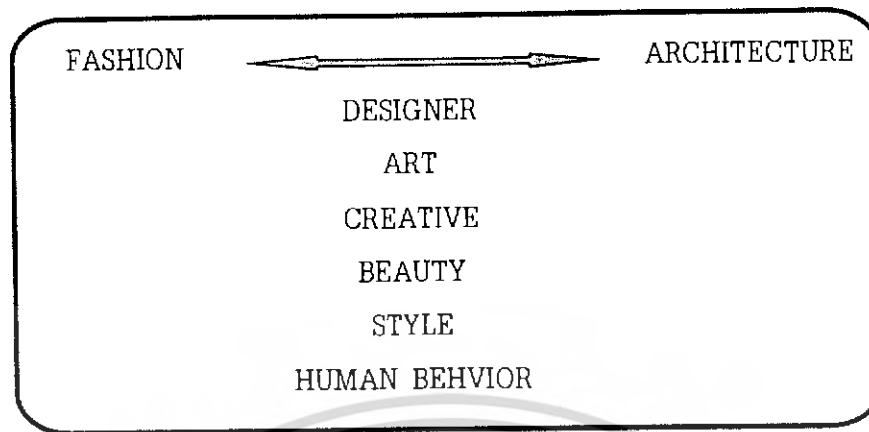 FASHION ARCHITECTURE
DESIGNER
ART
CREATIVE
BEAUTY
STYLE
HUMAN BEHVIOR